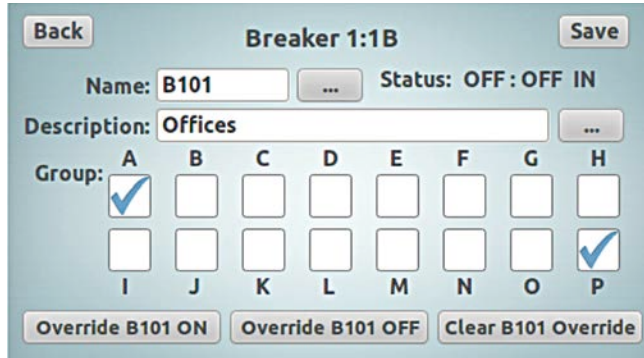 Back Breaker 1:1B Save
Name: B101 ... Status: OFF : OFF IN
Description: Offices ...
Group: A B C D E F G H
I J K L M N O P
Override B101 ON Override B101 OFF Clear B101 Override